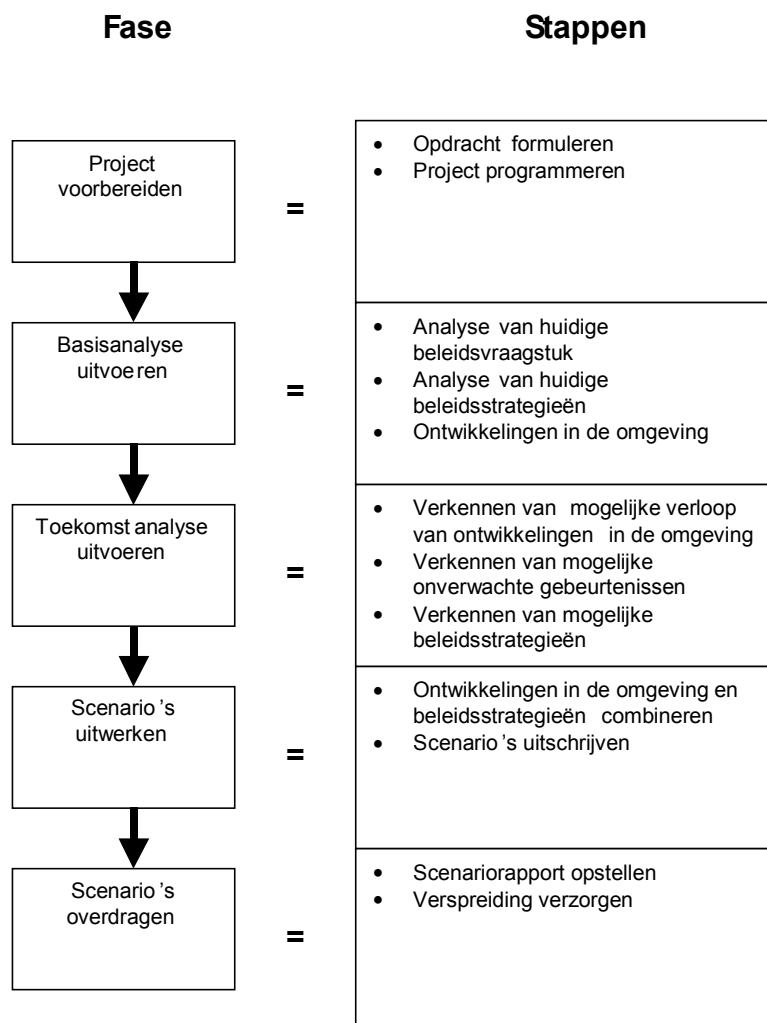 Fase
Stappen
Project
voorbereiden
=
• Opdracht formuleren
• Project programmeren
Basisanalyse
uitvoeren
=
• Analyse van huidige
beleidsvraagstuk
• Analyse van huidige
beleidsstrategieën
• Ontwikkelingen in de omgeving
Toekomst analyse
uitvoeren
=
• Verkennen van mogelijke verloop
van ontwikkelingen in de omgeving
• Verkennen van mogelijke
onverwachte gebeurtenissen
• Verkennen van mogelijke
beleidsstrategieën
Scenario's
uitwerken
=
• Ontwikkelingen in de omgeving en
beleidsstrategieën combineren
• Scenario's uitschrijven
Scenario's
overdragen
=
• Scenariorapport opstellen
• Verspreiding verzorgen